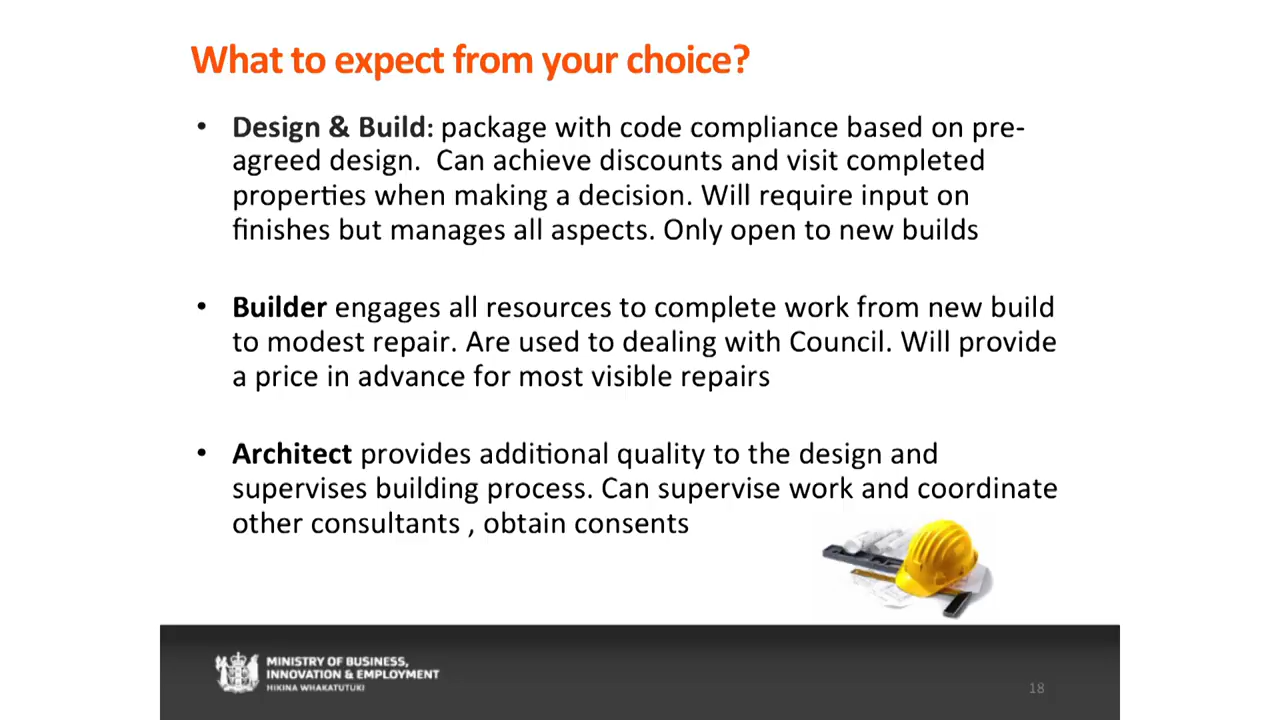 What to expect from your choice?
• Design & Build: package with code compliance based on pre-
agreed design.  Can achieve discounts and visit completed
properties when making a decision. Will require input on
finishes but manages all aspects. Only open to new builds
• Builder engages all resources to complete work from new build
to modest repair. Are used to dealing with Council. Will provide
a price in advance for most visible repairs
• Architect provides additional quality to the design and
supervises building process. Can supervise work and coordinate
other consultants , obtain consents
MINISTRY OF BUSINESS,
INNOVATION & EMPLOYMENT
HIKINA WHAKATUTUKI
18